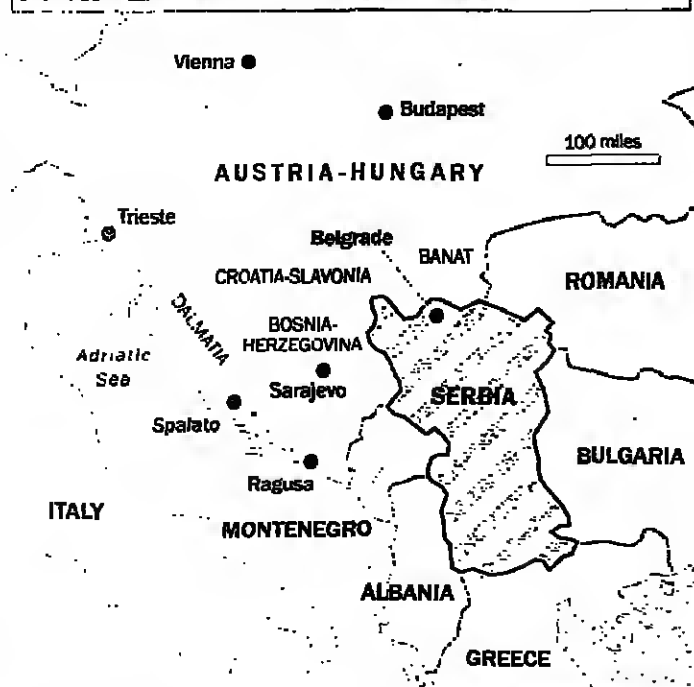 Vienna
Budapest
100 miles
AUSTRIA-HUNGARY
Trieste
Belgrade
BANAT
CROATIA-SLAVONIA
ROMANIA
DALMATIA
BOSNIA-
HERZEGOVINA
Adriatic
Sea
Sarajevo
SERBIA
Spalato
BULGARIA
Ragusa
ITALY
MONTENEGRO
ALBANIA
GREECE